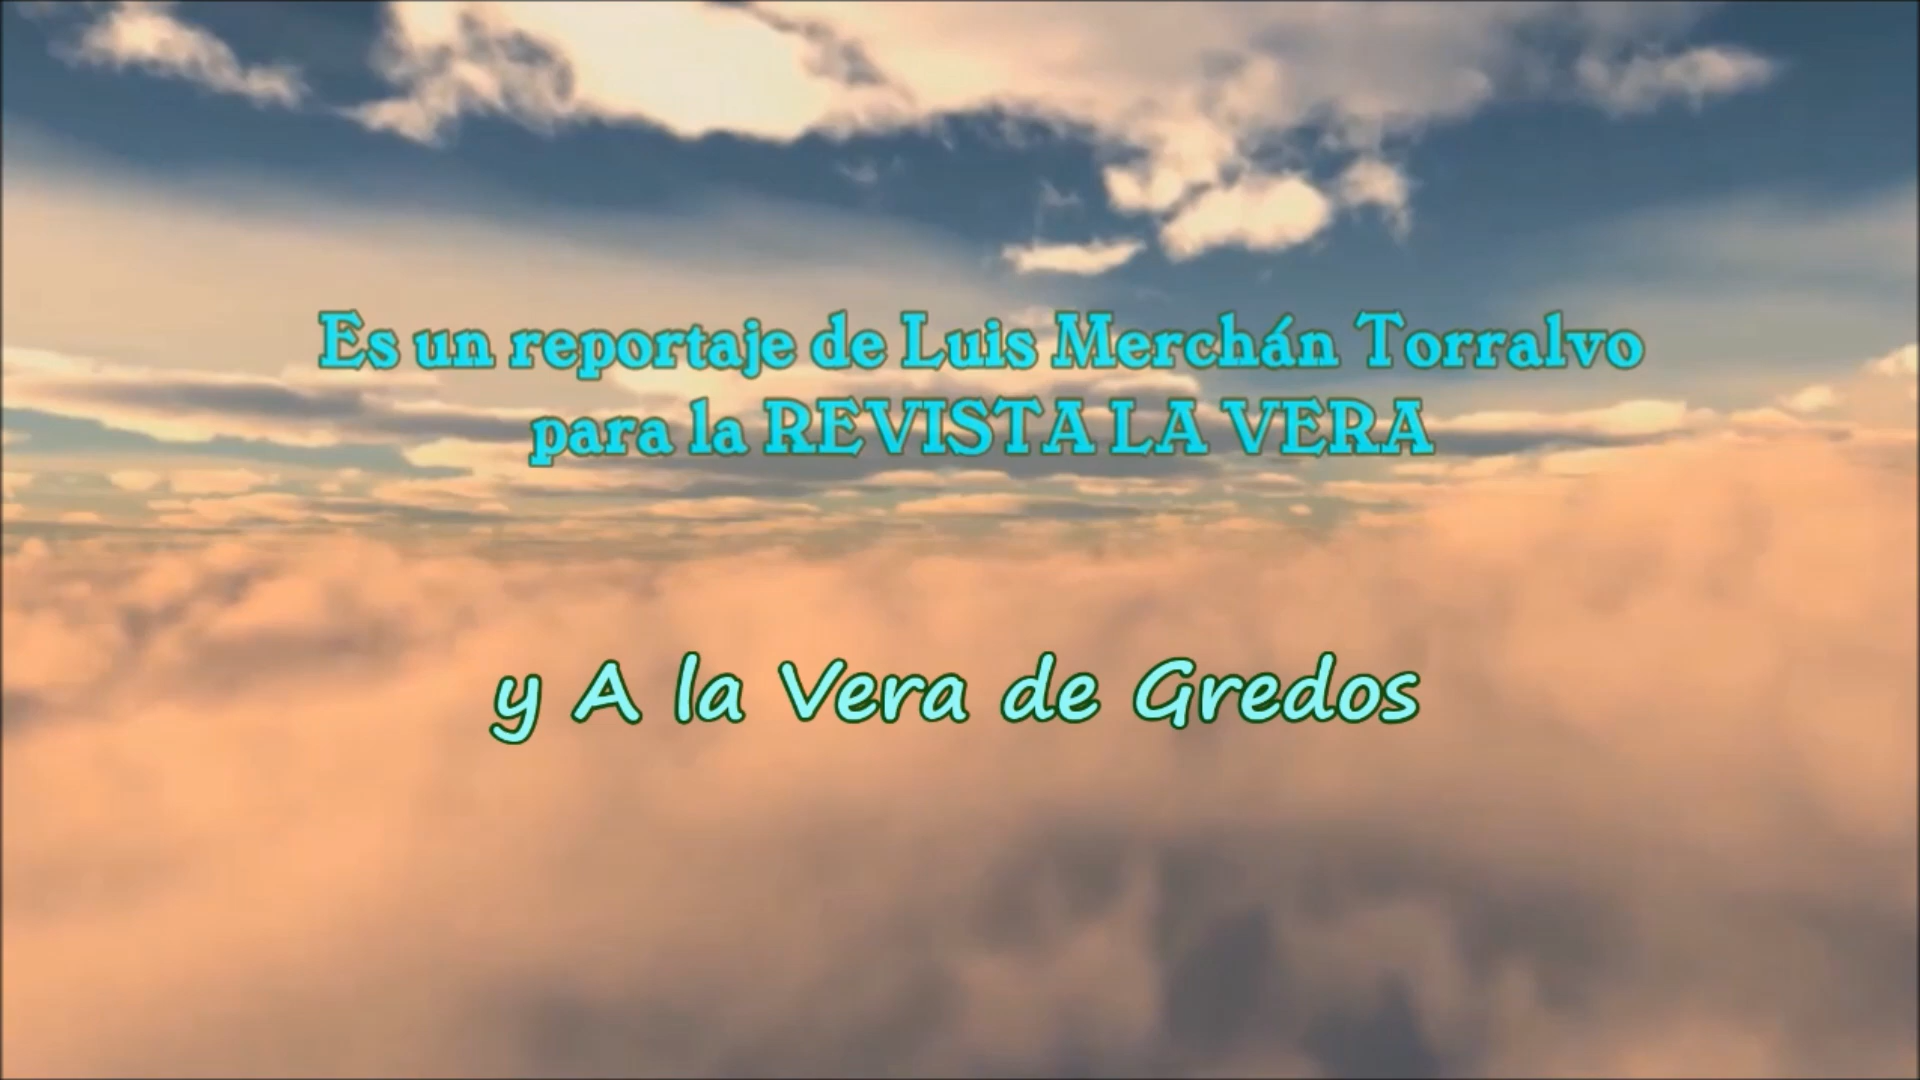 Es un reportaje de Luis Merchán Torralvo
para la REVISTA LA VERA
y A la Vera de Gredos